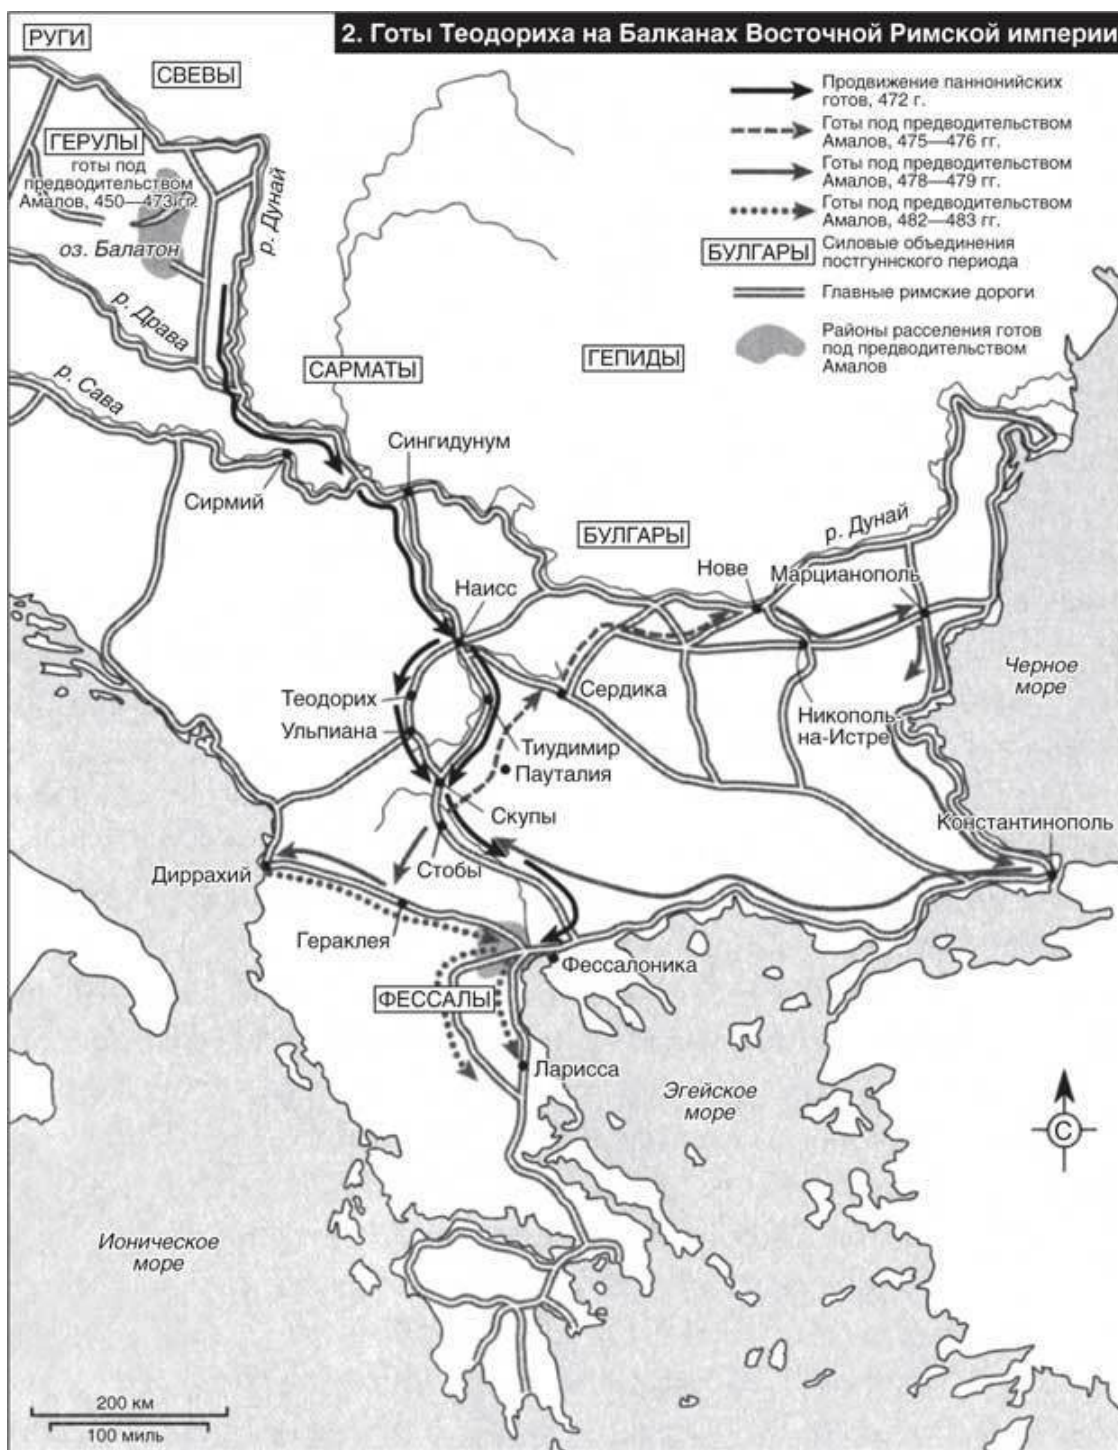 2. Готы Теодориха на Балканах Восточной Римской империи
РУГИ
СВЕВЫ
ГЕРУЛЫ
готы под
предводительством
Амалов, 450—473 гг.
оз. Балатон
р. Дунай
р. Драва
р. Сава
Продвижение паннонийских
готов, 472 г.
Готы под предводительством
Амалов, 475—476 гг.
Готы под предводительством
Амалов, 478—479 гг.
Готы под предводительством
Амалов, 482—483 гг.
БУЛГАРЫ
Силовые объединения
постгуннского периода
Главные римские дороги
Районы расселения готов
под предводительством
Амалов
САРМАТЫ
ГЕПИДЫ
Сингидунум
Сирмий
БУЛГАРЫ
р. Дунай
Нове
Марцианополь
Наисс
Черное
море
Теодорих
Сердика
Ульпиана
Никополь-
на-Истре
Тиудимир
Пауталия
Скупы
Константинополь
Стобы
Диррахий
Гераклея
Фессалоника
ФЕССАЛЫ
Ларисса
Эгейское
море
С
Ионическое
море
200 км
100 миль